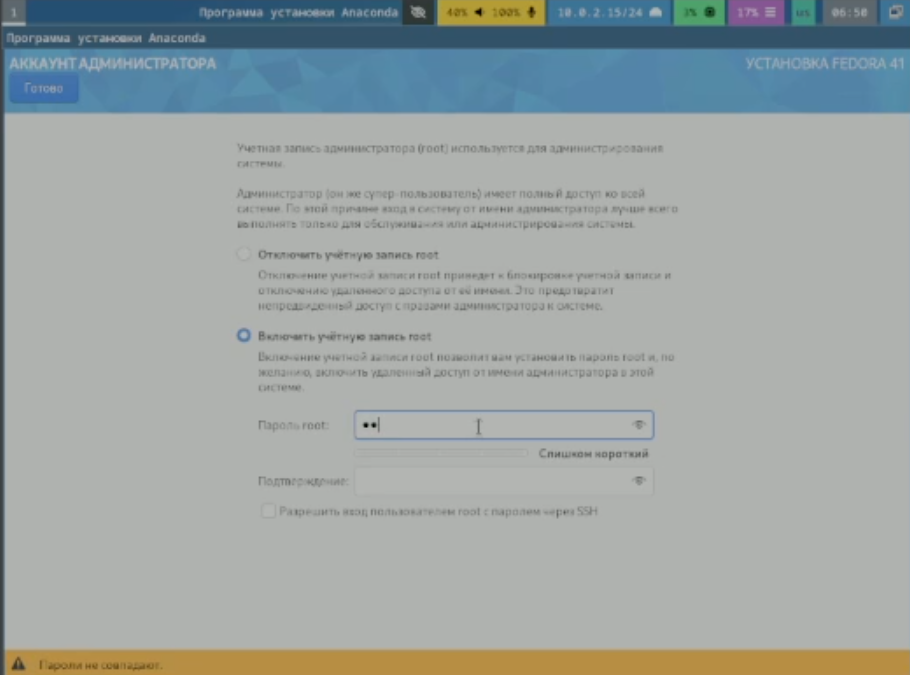 1 Программа установки Anaconda 40% 100% 10.0.2.15/24 3% 17% us 06:50
Программа установки Anaconda
АККАУНТ АДМИНИСТРАТОРА УСТАНОВКА FEDORA 41
Готово
Учетная запись администратора (root) используется для администрирования
системы.
Администратор (он же супер-пользователь) имеет полный доступ ко всей
системе. По этой причине вход в систему от имени администратора лучше всего
выполнять только для обслуживания или администрирования системы.
Отключить учётную запись root
Отключение учетной записи root приведет к блокировке учетной записи и
отключению удаленного доступа от её имени. Это предотвратит
непредвиденный доступ с правами администратора к системе.
Включить учётную запись root
Включение учетной записи root позволит вам установить пароль root и, по
желанию, включить удаленный доступ от имени администратора в этой
системе.
Пароль root: ••
Слишком короткий
Подтверждение:
Разрешить вход пользователем root с паролем через SSH
Пароли не совпадают.